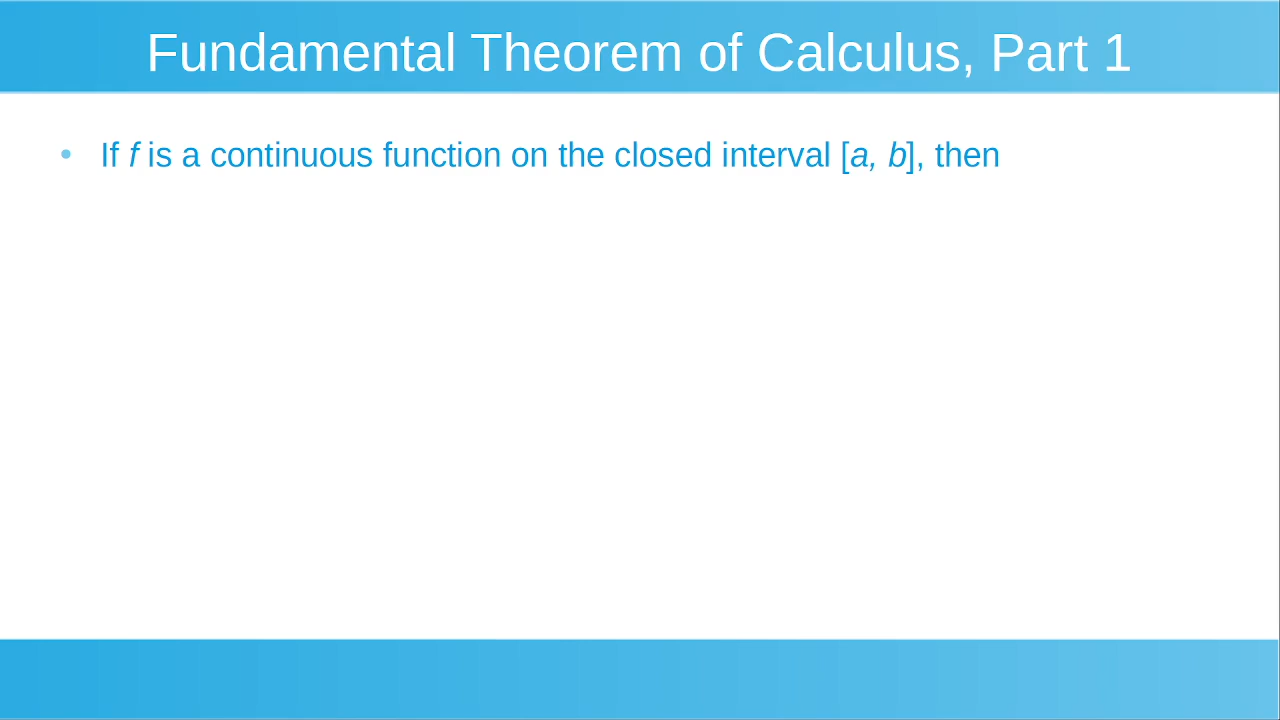 Fundamental Theorem of Calculus, Part 1
• If f is a continuous function on the closed interval [a, b], then